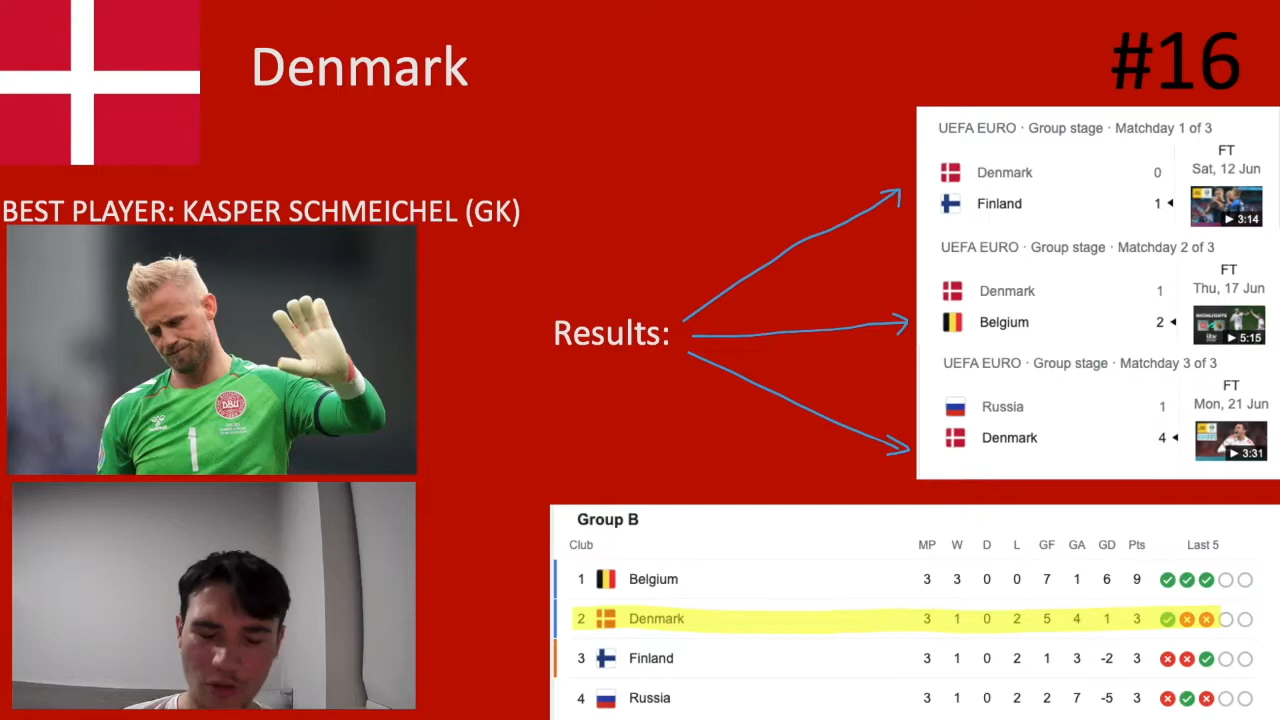 Denmark
#16
BEST PLAYER: KASPER SCHMEICHEL (GK)
DBU
1
Results:
UEFA EURO · Group stage · Matchday 1 of 3
FT
Sat, 12 Jun
Denmark 0
Finland 1
3:14
UEFA EURO · Group stage · Matchday 2 of 3
FT
Thu, 17 Jun
Denmark 1
Belgium 2
5:15
UEFA EURO · Group stage · Matchday 3 of 3
FT
Mon, 21 Jun
Russia 1
Denmark 4
3:31
Group B
Club MP W D L GF GA GD Pts Last 5
1 Belgium 3 3 0 0 7 1 6 9
2 Denmark 3 1 0 2 5 4 1 3
3 Finland 3 1 0 2 1 3 -2 3
4 Russia 3 1 0 2 2 7 -5 3